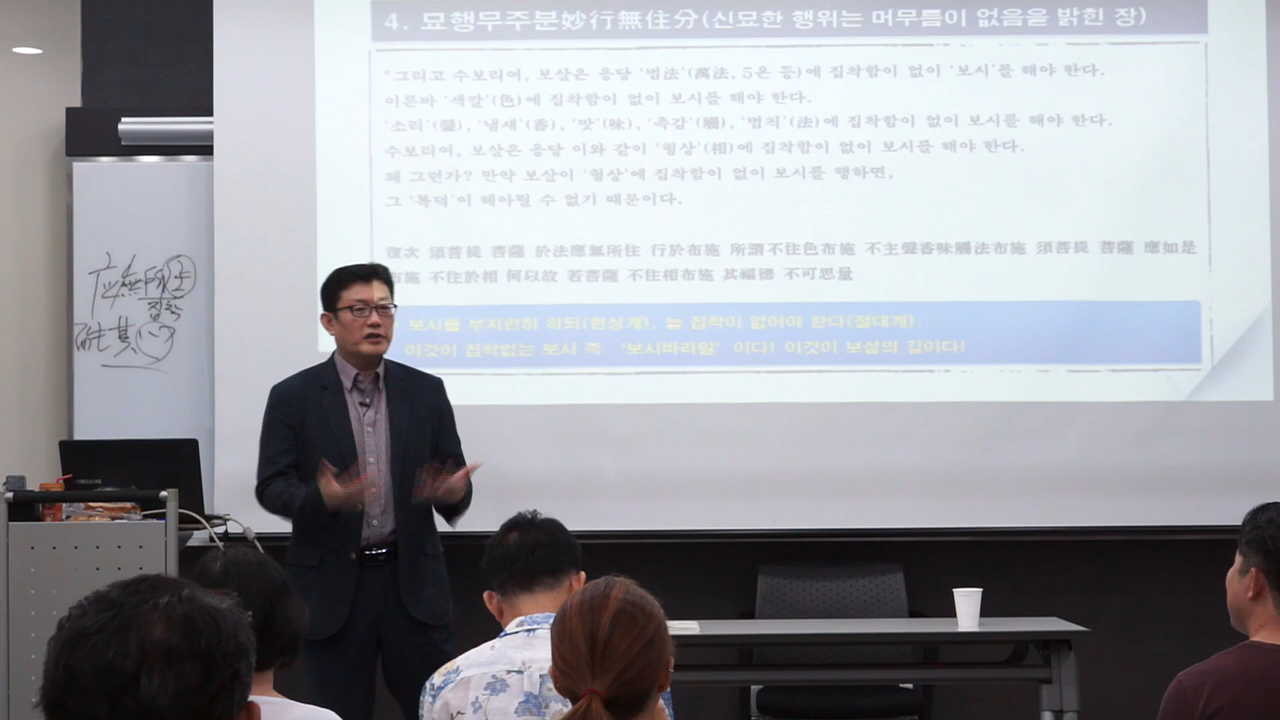 4. 묘행무주분妙行無住分(신묘한 행위는 머무름이 없음을 밝힌 장)
"그리고 수보리여, 보살은 응당 '법法'(萬法, 5온 등)에 집착함이 없이 '보시'를 해야 한다.
이른바 '색깔'(色)에 집착함이 없이 보시를 해야 한다.
'소리'(聲), '냄새'(香), '맛'(味), '촉감'(觸), '법칙'(法)에 집착함이 없이 보시를 해야 한다.
수보리여, 보살은 응당 이와 같이 '형상'(相)에 집착함이 없이 보시를 해야 한다.
왜 그런가? 만약 보살이 '형상'에 집착함이 없이 보시를 행하면,
그 '복덕'이 헤아릴 수 없기 때문이다.
復次 須菩提 菩薩 於法應無所住 行於布施 所謂不住色布施 不主聲香味觸法布施 須菩提 菩薩 應如是
布施 不住於相 何以故 若菩薩 不住相布施 其福德 不可思量
보시를 부지런히 하되(현상계), 늘 집착이 없어야 한다(절대계).
이것이 집착없는 보시 즉 '보시바라밀' 이다! 이것이 보살의 길이다!
应無所住
집착
而生其心